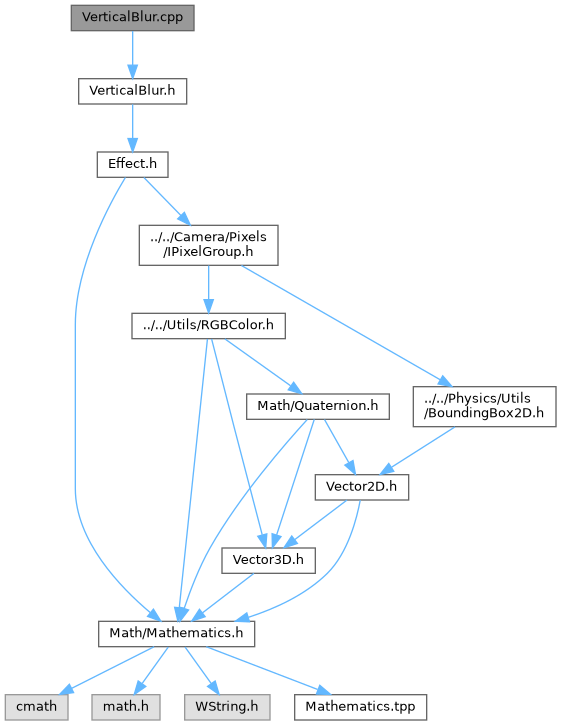 VerticalBlur.cpp
VerticalBlur.h
Effect.h
../../Camera/Pixels
/IPixelGroup.h
../../Utils/RGBColor.h
Math/Quaternion.h
../../Physics/Utils
/BoundingBox2D.h
Vector2D.h
Vector3D.h
Math/Mathematics.h
cmath
math.h
WString.h
Mathematics.tpp